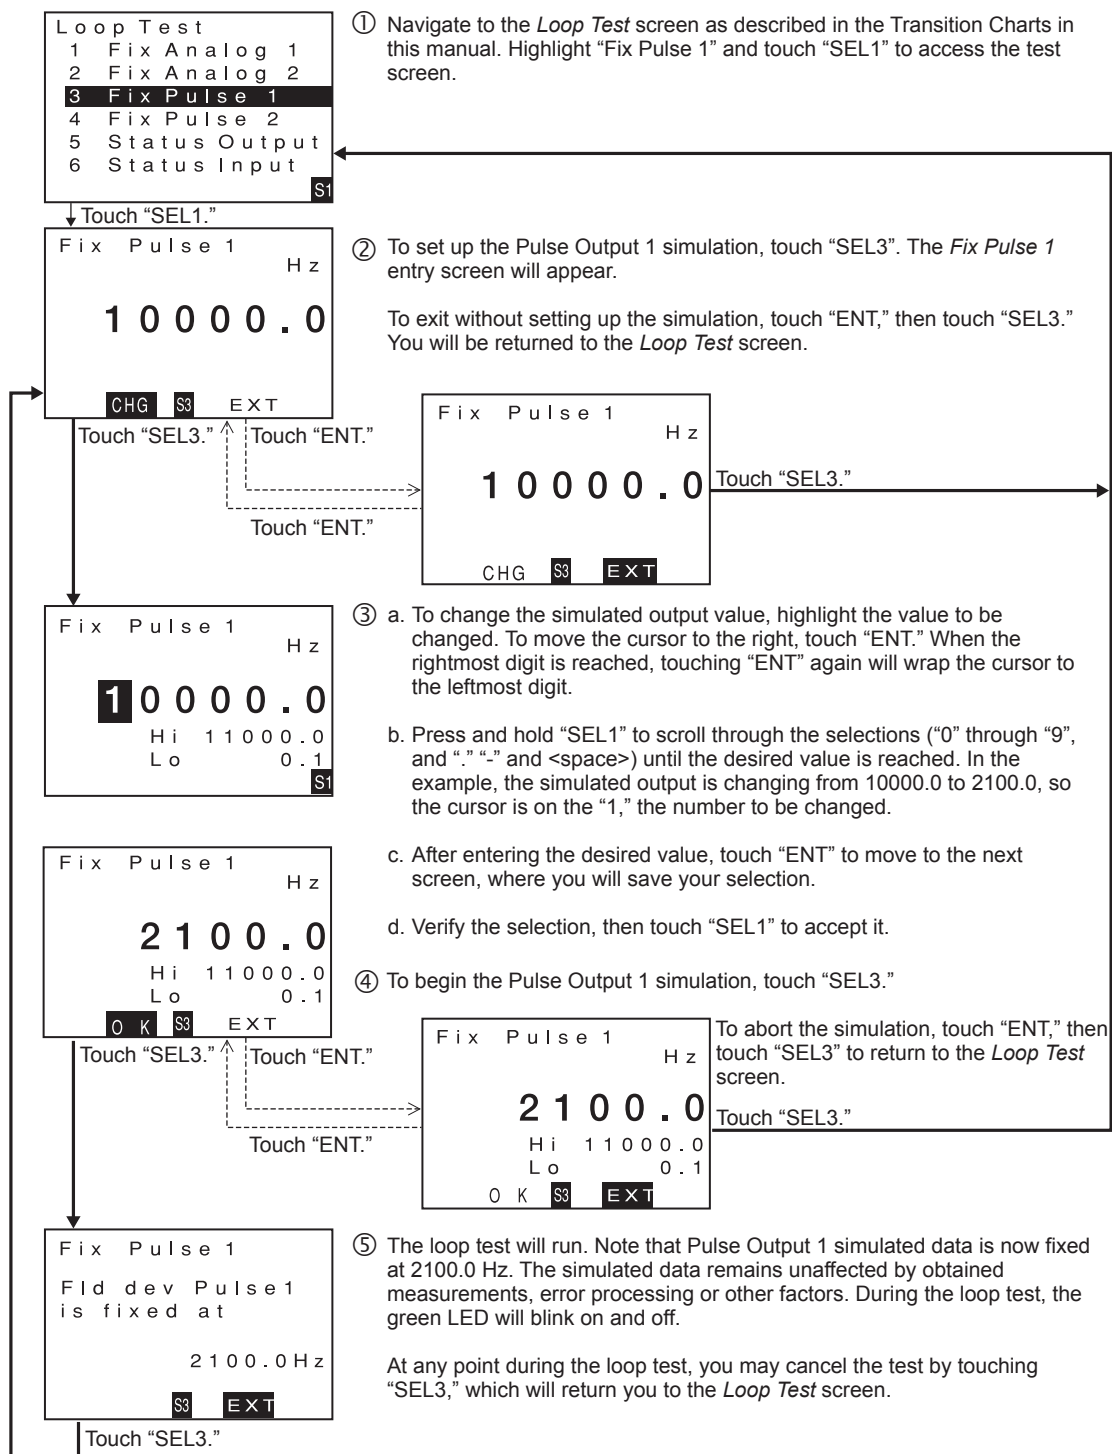 Loop Test
1 Fix Analog 1
2 Fix Analog 2
3 Fix Pulse 1
4 Fix Pulse 2
5 Status Output
6 Status Input
S1
① Navigate to the Loop Test screen as described in the Transition Charts in
this manual. Highlight “Fix Pulse 1” and touch “SEL1” to access the test
screen.
Touch “SEL1.”
Fix Pulse 1
Hz
10000.0
CHG S3 EXT
② To set up the Pulse Output 1 simulation, touch “SEL3”. The Fix Pulse 1
entry screen will appear.
To exit without setting up the simulation, touch “ENT,” then touch “SEL3.”
You will be returned to the Loop Test screen.
Touch “SEL3.”
Touch “ENT.”
Touch “ENT.”
Fix Pulse 1
Hz
10000.0
CHG S3 EXT
Touch “SEL3.”
Fix Pulse 1
Hz
10000.0
Hi 11000.0
Lo 0.1
S1
③ a. To change the simulated output value, highlight the value to be
changed. To move the cursor to the right, touch “ENT.” When the
rightmost digit is reached, touching “ENT” again will wrap the cursor to
the leftmost digit.
b. Press and hold “SEL1” to scroll through the selections (“0” through “9”,
and “.” “-” and <space>) until the desired value is reached. In the
example, the simulated output is changing from 10000.0 to 2100.0, so
the cursor is on the “1,” the number to be changed.
c. After entering the desired value, touch “ENT” to move to the next
screen, where you will save your selection.
d. Verify the selection, then touch “SEL1” to accept it.
Fix Pulse 1
Hz
2100.0
Hi 11000.0
Lo 0.1
OK S3 EXT
④ To begin the Pulse Output 1 simulation, touch “SEL3.”
Touch “SEL3.”
Touch “ENT.”
Touch “ENT.”
Fix Pulse 1
Hz
2100.0
Hi 11000.0
Lo 0.1
OK S3 EXT
To abort the simulation, touch “ENT,” then
touch “SEL3” to return to the Loop Test
screen.
Touch “SEL3.”
Fix Pulse 1
Fld dev Pulse1
is fixed at
2100.0Hz
S3 EXT
⑤ The loop test will run. Note that Pulse Output 1 simulated data is now fixed
at 2100.0 Hz. The simulated data remains unaffected by obtained
measurements, error processing or other factors. During the loop test, the
green LED will blink on and off.
At any point during the loop test, you may cancel the test by touching
“SEL3,” which will return you to the Loop Test screen.
Touch “SEL3.”